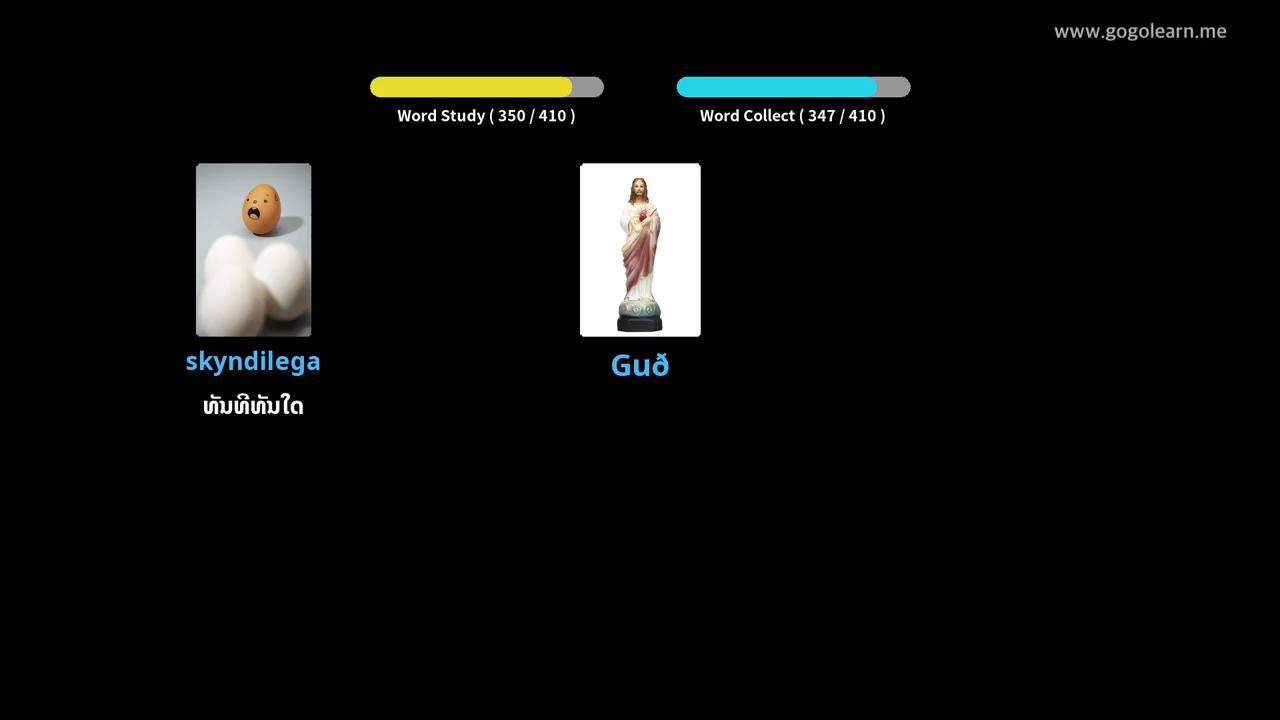 www.gogolearn.me
Word Study ( 350 / 410 )
Word Collect ( 347 / 410 )
skyndilega
ທັນທີທັນໃດ
Guð